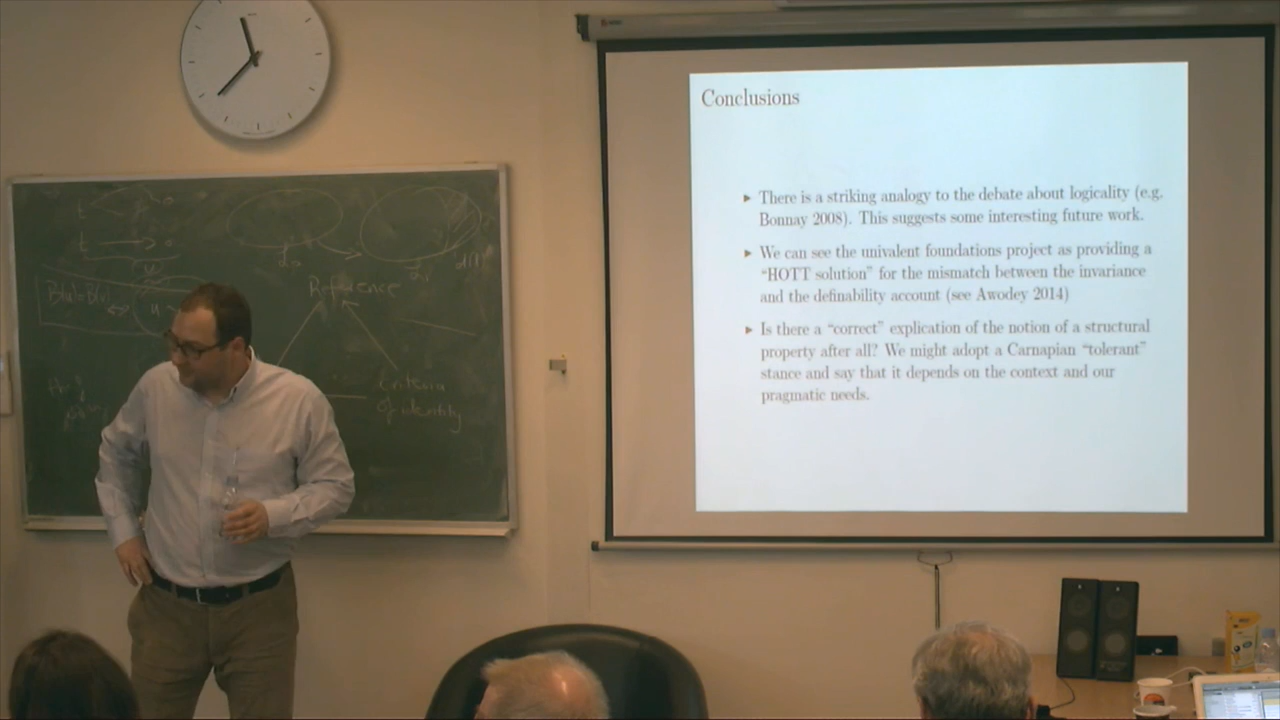 Conclusions
▸ There is a striking analogy to the debate about logicality (e.g.
Bonnay 2008). This suggests some interesting future work.
▸ We can see the univalent foundations project as providing a
“HOTT solution” for the mismatch between the invariance
and the definability account (see Awodey 2014)
▸ Is there a “correct” explication of the notion of a structural
property after all? We might adopt a Carnapian “tolerant”
stance and say that it depends on the context and our
pragmatic needs.
Reference
Criteria
of identity